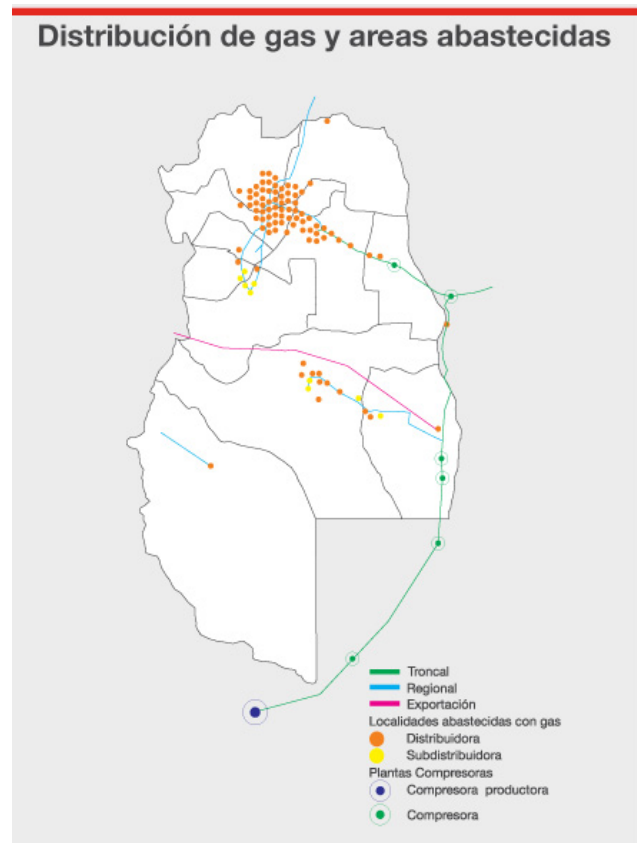 Distribución de gas y areas abastecidas
Troncal
Regional
Exportación
Localidades abastecidas con gas
Distribuidora
Subdistribuidora
Plantas Compresoras
Compresora productora
Compresora